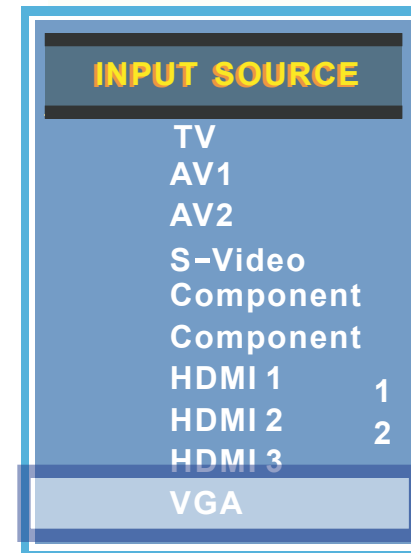 INPUT SOURCE
TV
AV1
AV2
S-Video
Component
Component
HDMI 1
1
HDMI 2
2
HDMI 3
VGA